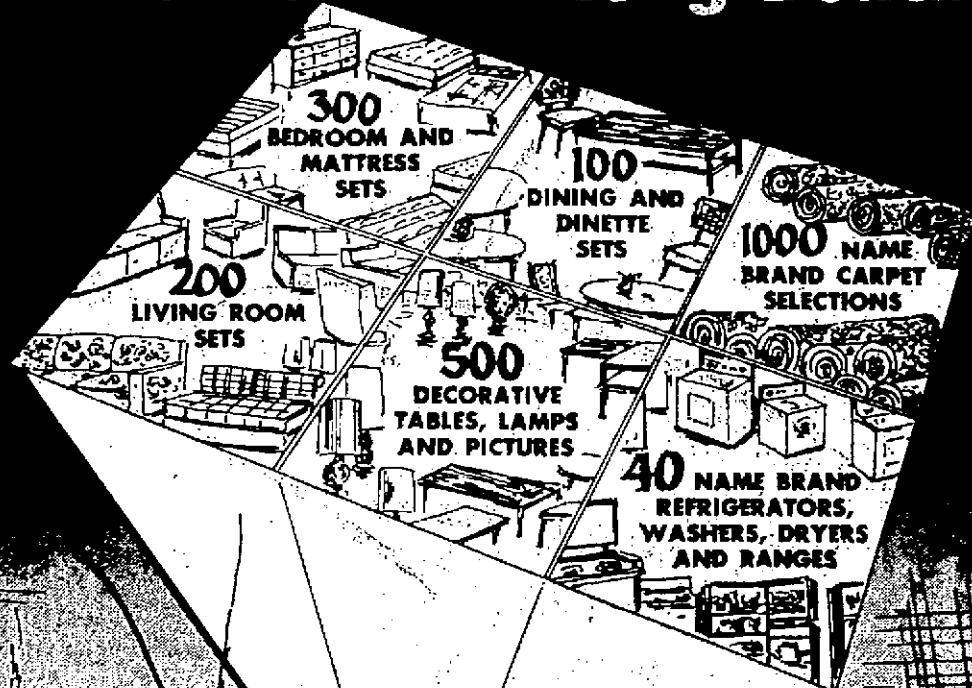 300
BEDROOM AND
MATTRESS
SETS
100
DINING AND
DINETTE
SETS
1000 NAME
BRAND CARPET
SELECTIONS
200
LIVING ROOM
SETS
500
DECORATIVE
TABLES, LAMPS
AND PICTURES
40 NAME BRAND
REFRIGERATORS,
WASHERS, DRYERS
AND RANGES